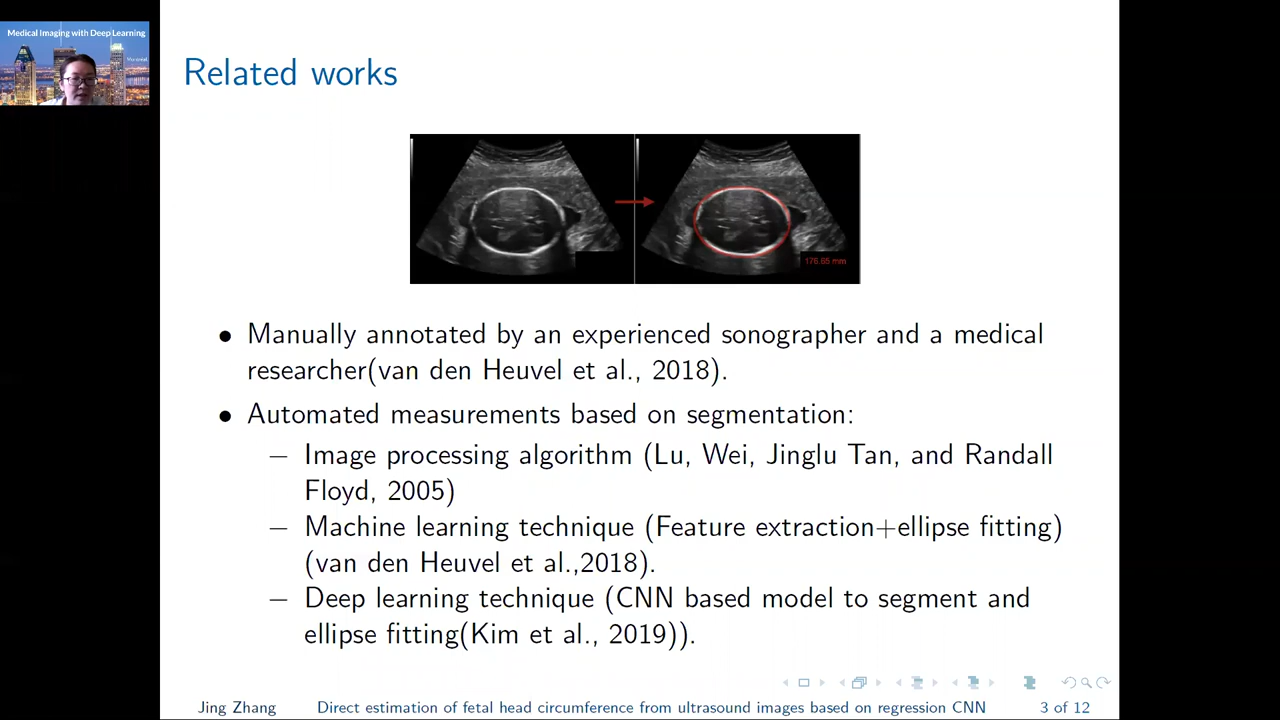 Medical Imaging with Deep Learning
Montreal
Related works
176.65 mm
• Manually annotated by an experienced sonographer and a medical
researcher(van den Heuvel et al., 2018).
• Automated measurements based on segmentation:
– Image processing algorithm (Lu, Wei, Jinglu Tan, and Randall
Floyd, 2005)
– Machine learning technique (Feature extraction+ellipse fitting)
(van den Heuvel et al.,2018).
– Deep learning technique (CNN based model to segment and
ellipse fitting(Kim et al., 2019)).
Jing Zhang Direct estimation of fetal head circumference from ultrasound images based on regression CNN 3 of 12